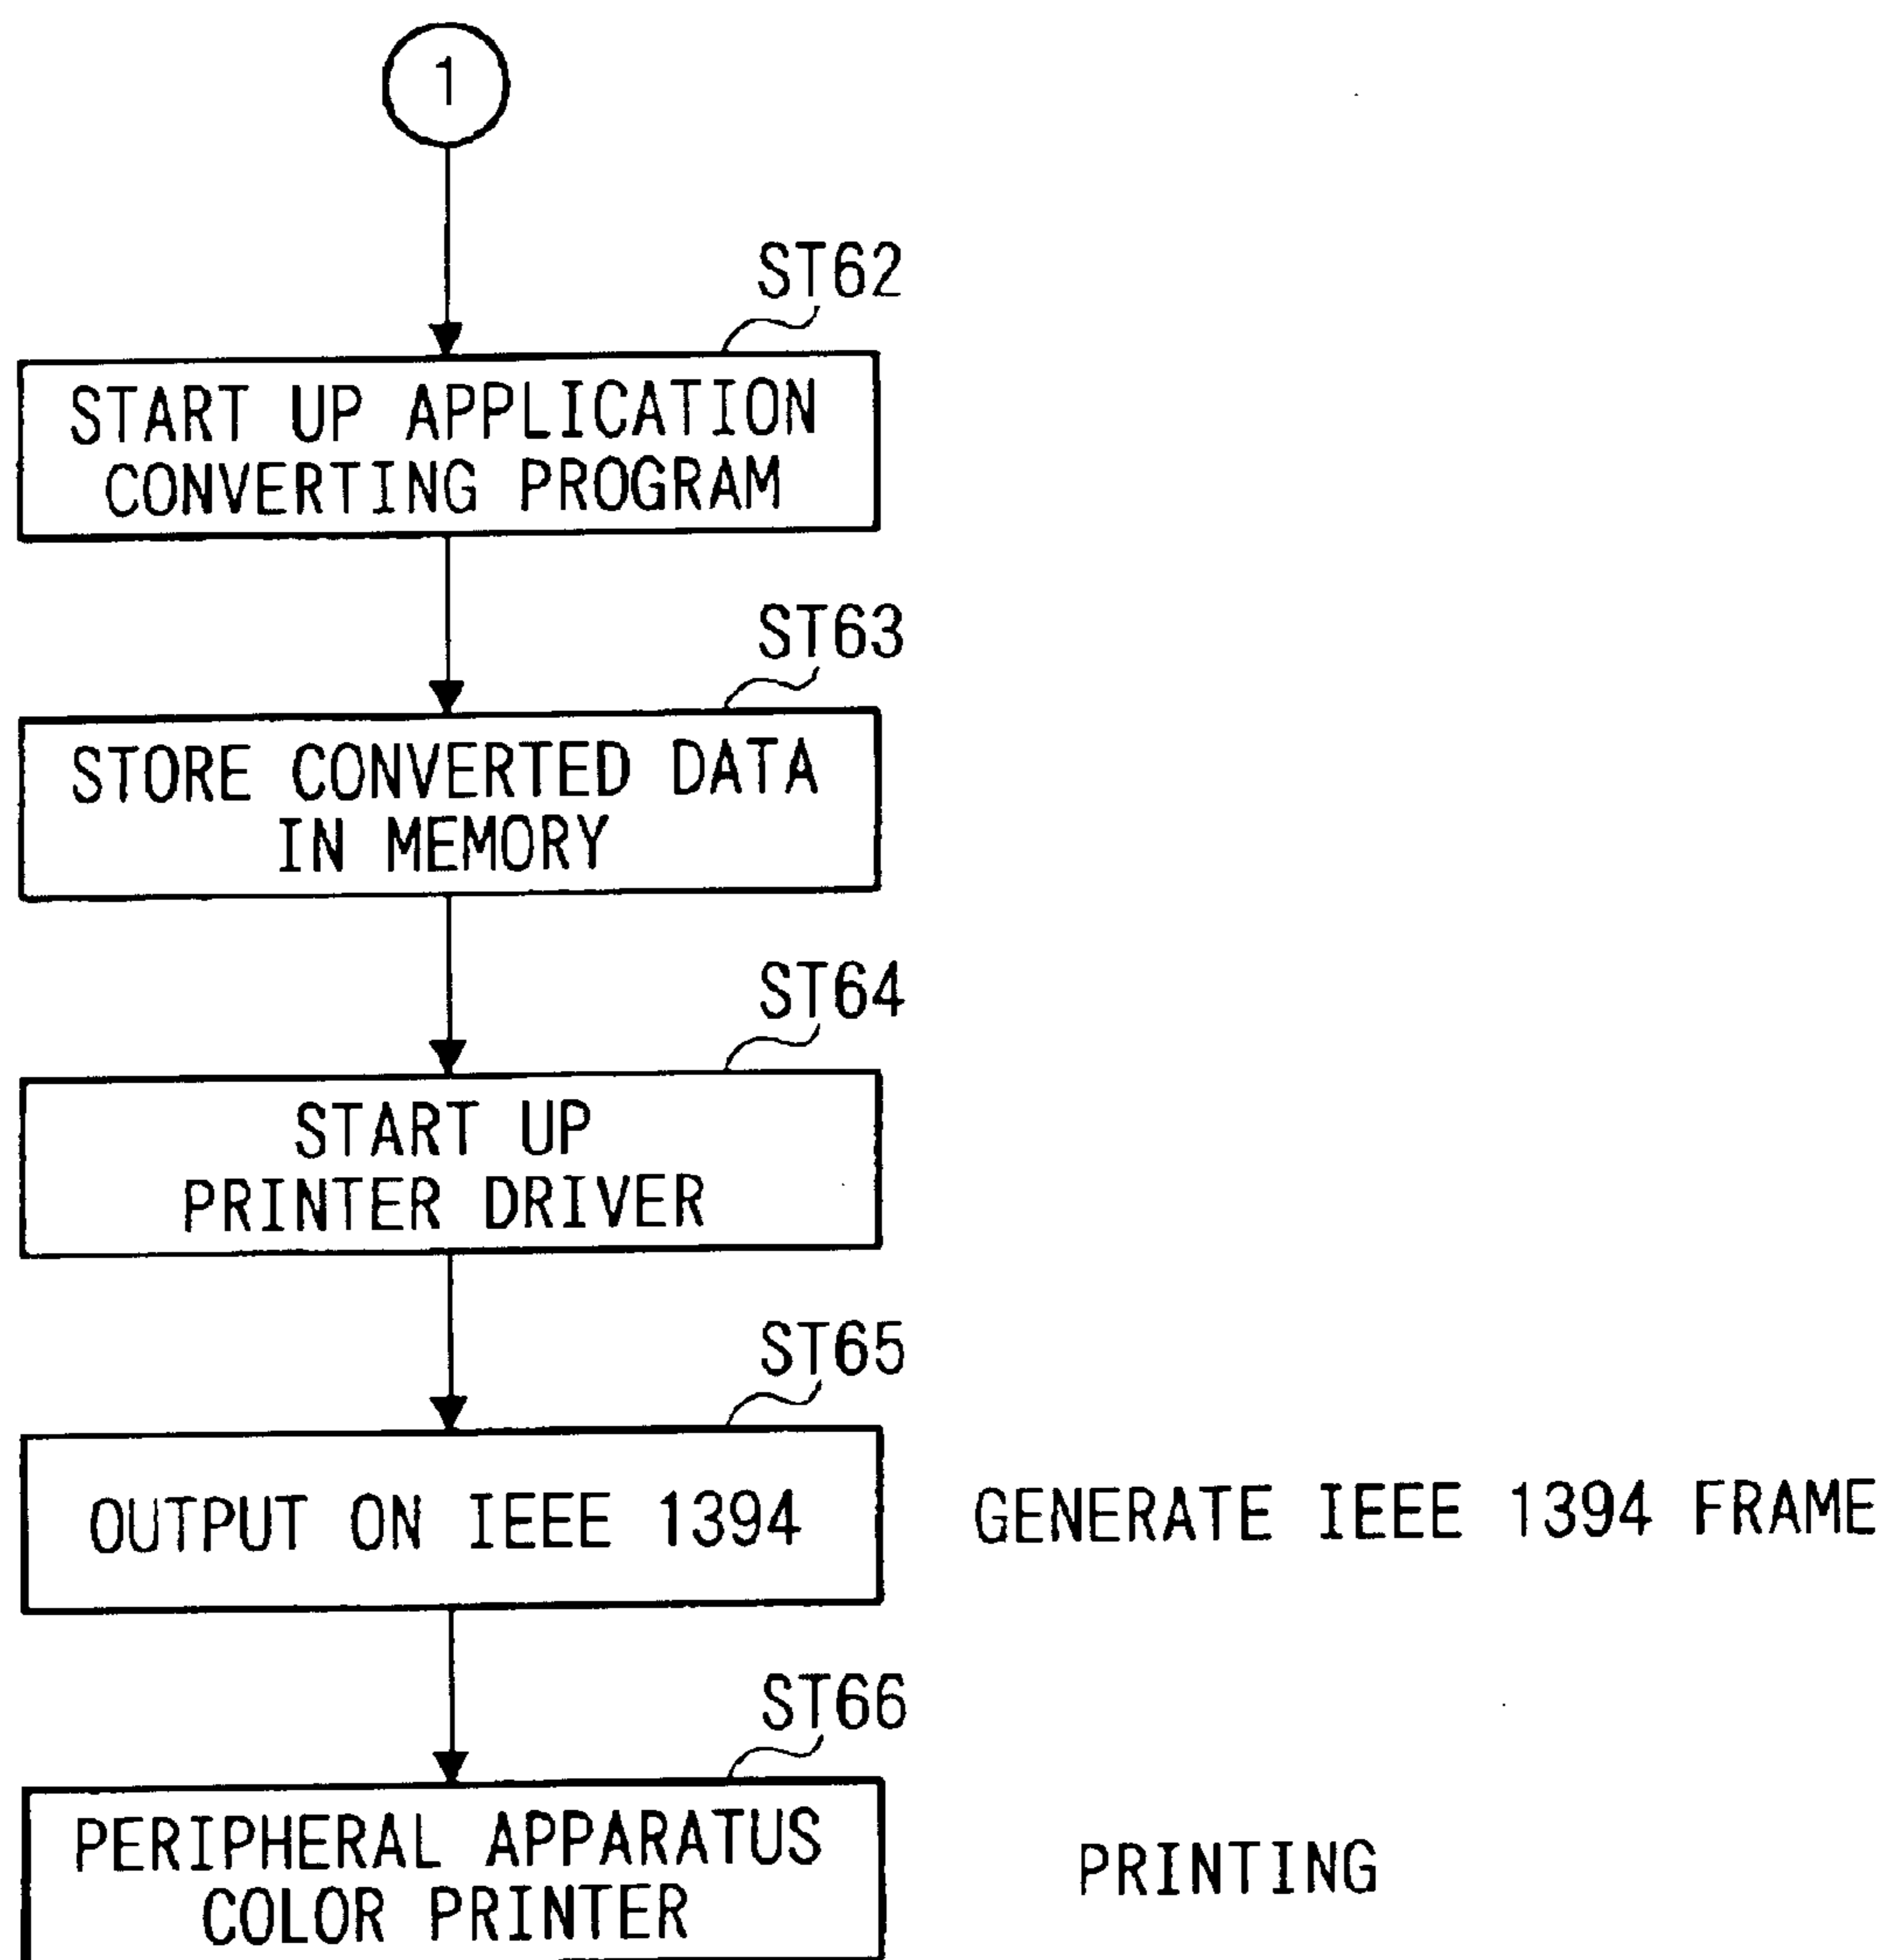 1
ST62
START UP APPLICATION
CONVERTING PROGRAM
ST63
STORE CONVERTED DATA
IN MEMORY
ST64
START UP
PRINTER DRIVER
ST65
OUTPUT ON IEEE 1394
GENERATE IEEE 1394 FRAME
ST66
PERIPHERAL APPARATUS
COLOR PRINTER
PRINTING